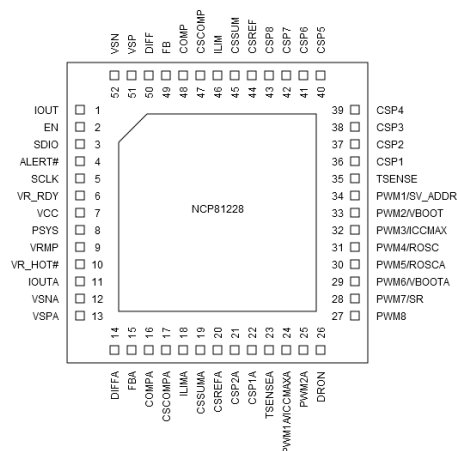 VSN
VSP
DIFF
FB
COMP
CSCOMP
ILIM
CSSUM
CSREF
CSP8
CSP7
CSP6
CSP5
52
51
50
49
48
47
46
45
44
43
42
41
40
IOUT 1
EN 2
SDIO 3
ALERT# 4
SCLK 5
VR_RDY 6
VCC 7
PSYS 8
VRMP 9
VR_HOT# 10
IOUTA 11
VSNA 12
VSPA 13
NCP81228
39 CSP4
38 CSP3
37 CSP2
36 CSP1
35 TSENSE
34 PWM1/SV_ADDR
33 PWM2/VBOOT
32 PWM3/ICCMAX
31 PWM4/ROSC
30 PWM5/ROSCA
29 PWM6/VBOOTA
28 PWM7/SR
27 PWM8
14
15
16
17
18
19
20
21
22
23
24
25
26
DIFFA
FBA
COMPA
CSCOMPA
ILIMA
CSSUMA
CSREFA
CSP2A
CSP1A
TSENSEA
PWM1A/ICCMAXA
PWM2A
DRON